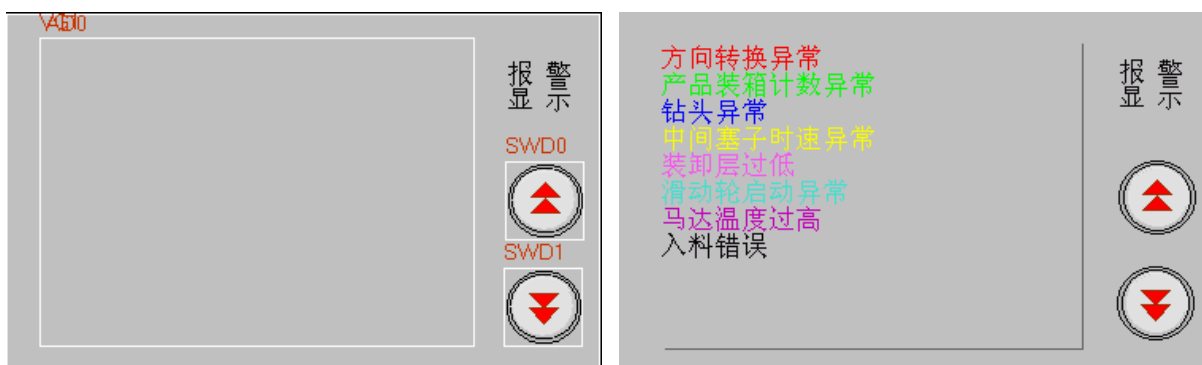 报 警
显 示
SWD0
SWD1
方向转换异常
产品装箱计数异常
钻头异常
中间塞子时速异常
装卸层过低
滑动轮启动异常
马达温度过高
入料错误
报 警
显 示